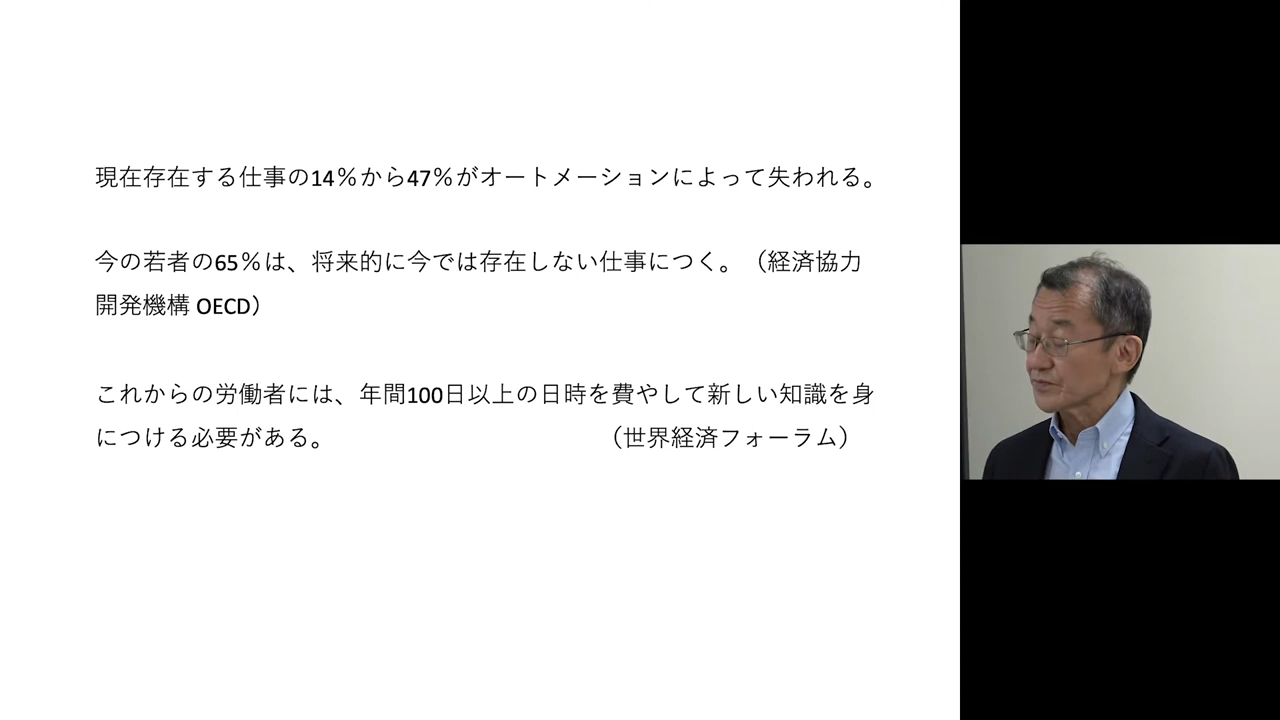 現在存在する仕事の14％から47％がオートメーションによって失われる。
今の若者の65％は、将来的に今では存在しない仕事につく。（経済協力
開発機構 OECD）
これからの労働者には、年間100日以上の日時を費やして新しい知識を身
につける必要がある。 （世界経済フォーラム）